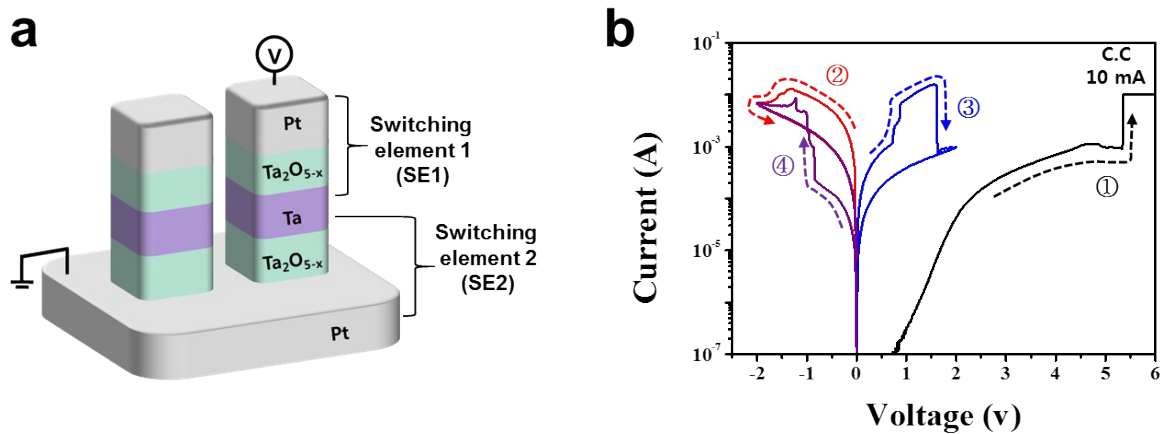 a
V
Pt
Ta2O5-x
Ta
Ta2O5-x
Pt
Switching
element 1
(SE1)
Switching
element 2
(SE2)
b
Current (A)
10-1
10-3
10-5
10-7
-2 -1 0 1 2 3 4 5 6
Voltage (v)
C.C
10 mA
②
③
④
①